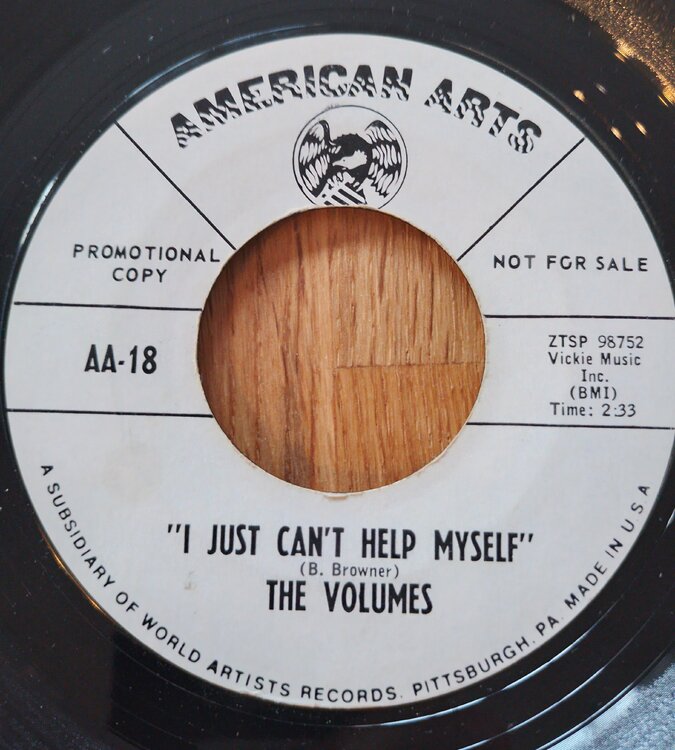 AMERICAN ARTS
PROMOTIONAL
COPY
NOT FOR SALE
AA-18
ZTSP 98752
Vickie Music
Inc.
(BMI)
Time: 2:33
"I JUST CAN'T HELP MYSELF"
(B. Browner)
THE VOLUMES
A SUBSIDIARY OF WORLD ARTISTS RECORDS. PITTSBURGH, PA. MADE IN U.S.A